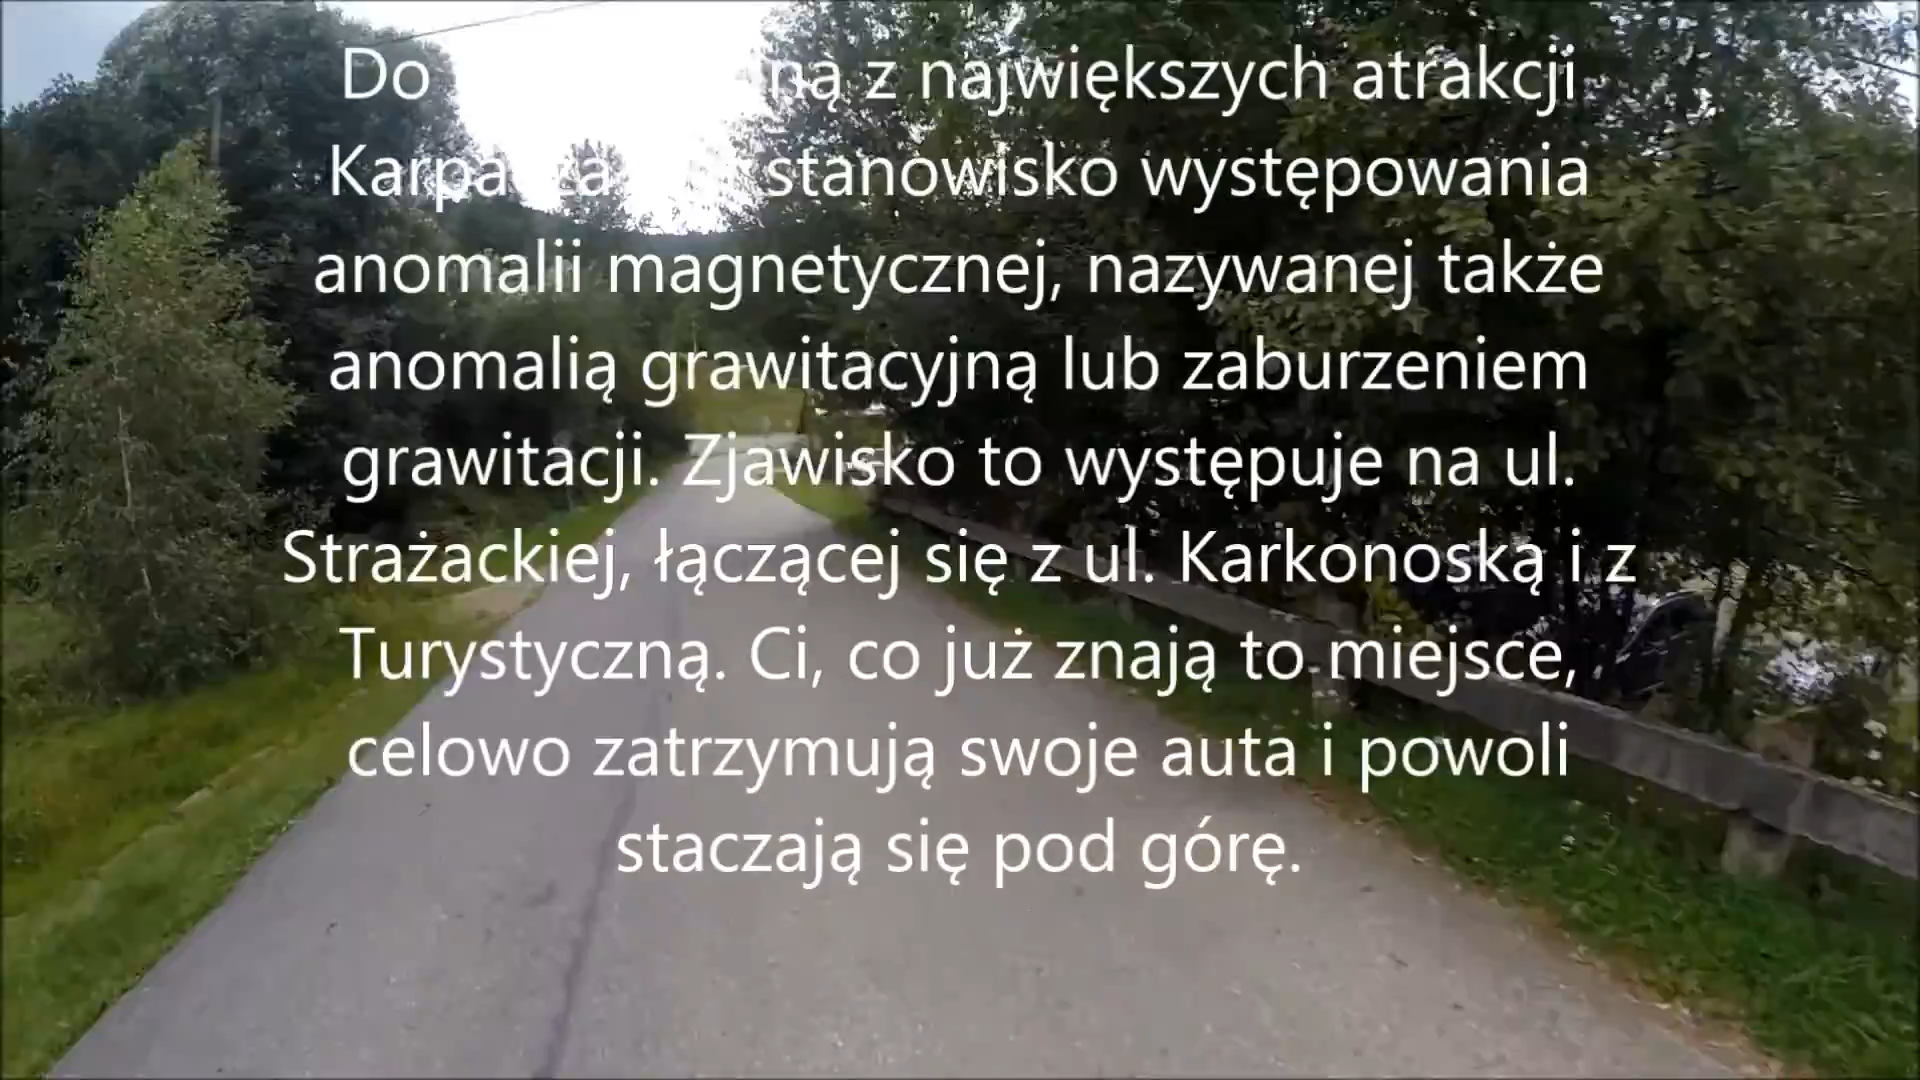 Do ną z największych atrakcji
Karpacza stanowisko występowania
anomalii magnetycznej, nazywanej także
anomalią grawitacyjną lub zaburzeniem
grawitacji. Zjawisko to występuje na ul.
Strażackiej, łączącej się z ul. Karkonoską i z
Turystyczną. Ci, co już znają to miejsce,
celowo zatrzymują swoje auta i powoli
staczają się pod górę.